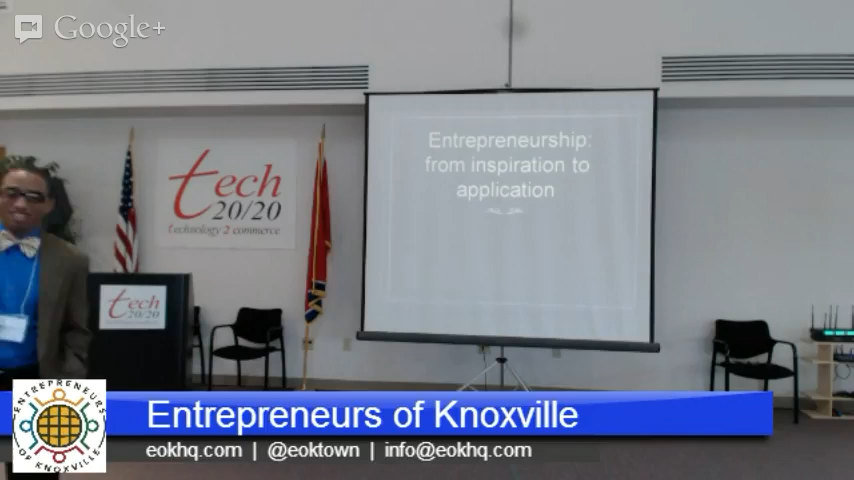 Google+
Entrepreneurship:
from inspiration to
application
tech
20/20
technology 2 commerce
tech
20/20
ENTREPRENEURS
OF KNOXVILLE
Entrepreneurs of Knoxville
eokhq.com | @eoktown | info@eokhq.com